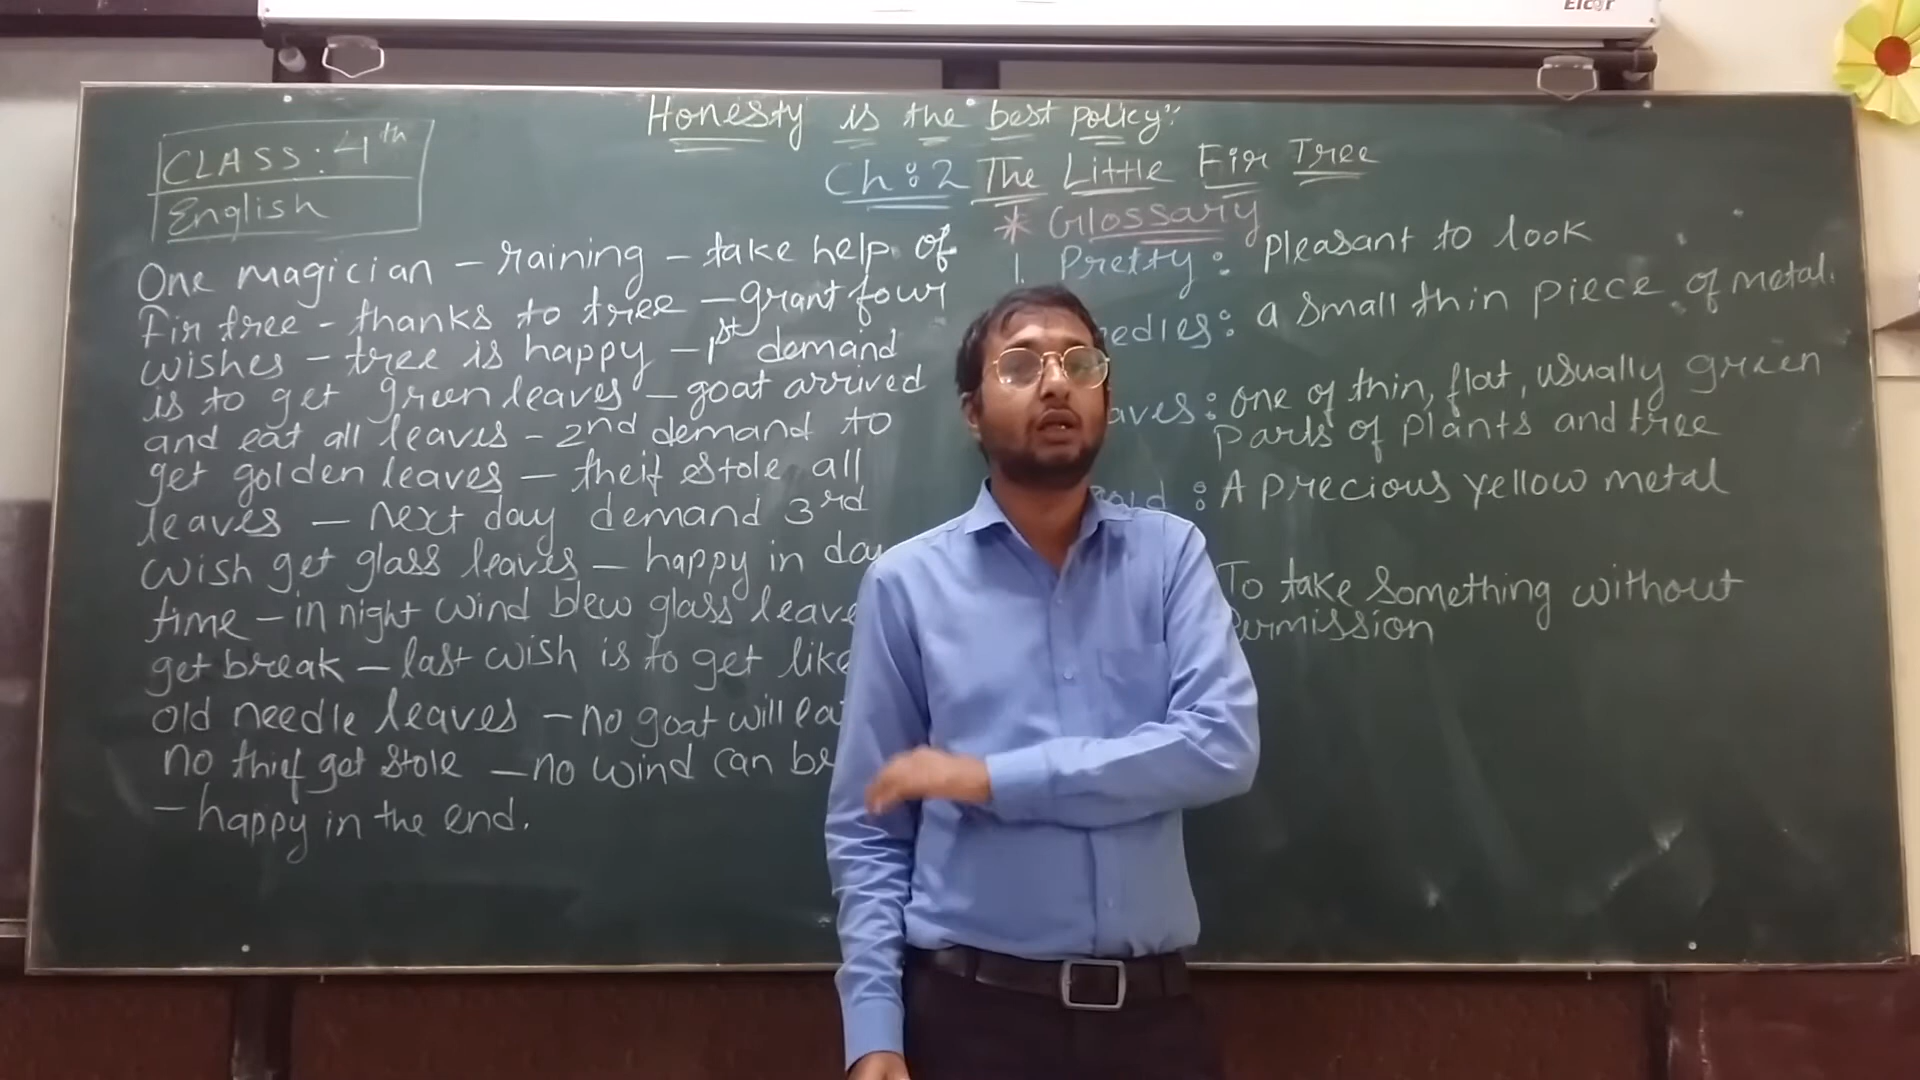 Elcor
Honesty is the best policy"
CLASS: 4th
English
Ch:2 The Little Fir Tree
* Glossary
One magician - raining - take help of
fir tree - thanks to tree - grant four
wishes - tree is happy - 1st demand
is to get green leaves - goat arrived
and eat all leaves - 2nd demand to
get golden leaves - theif stole all
leaves - next day demand 3rd
wish get glass leaves - happy in day
time - in night wind blew glass leave
get break - last wish is to get like
old needle leaves - no goat will
no thief get stole - no wind can
- happy in the end.
1. Pretty: pleasant to look
edles: a small thin piece of metal.
aves: one of thin, flat, usually green
parts of plants and tree
Gold: A precious yellow metal
To take something without
permission